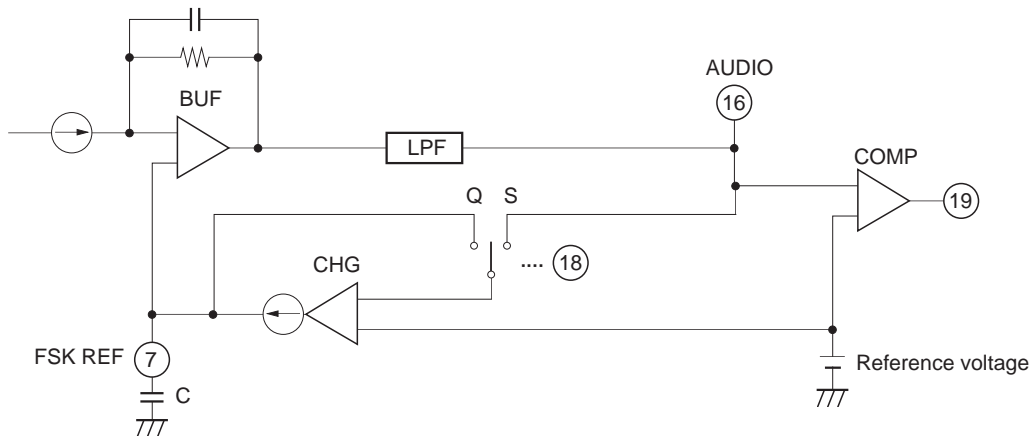 BUF
AUDIO
16
LPF
COMP
19
Q S
.... 18
CHG
FSK REF 7
C
Reference voltage